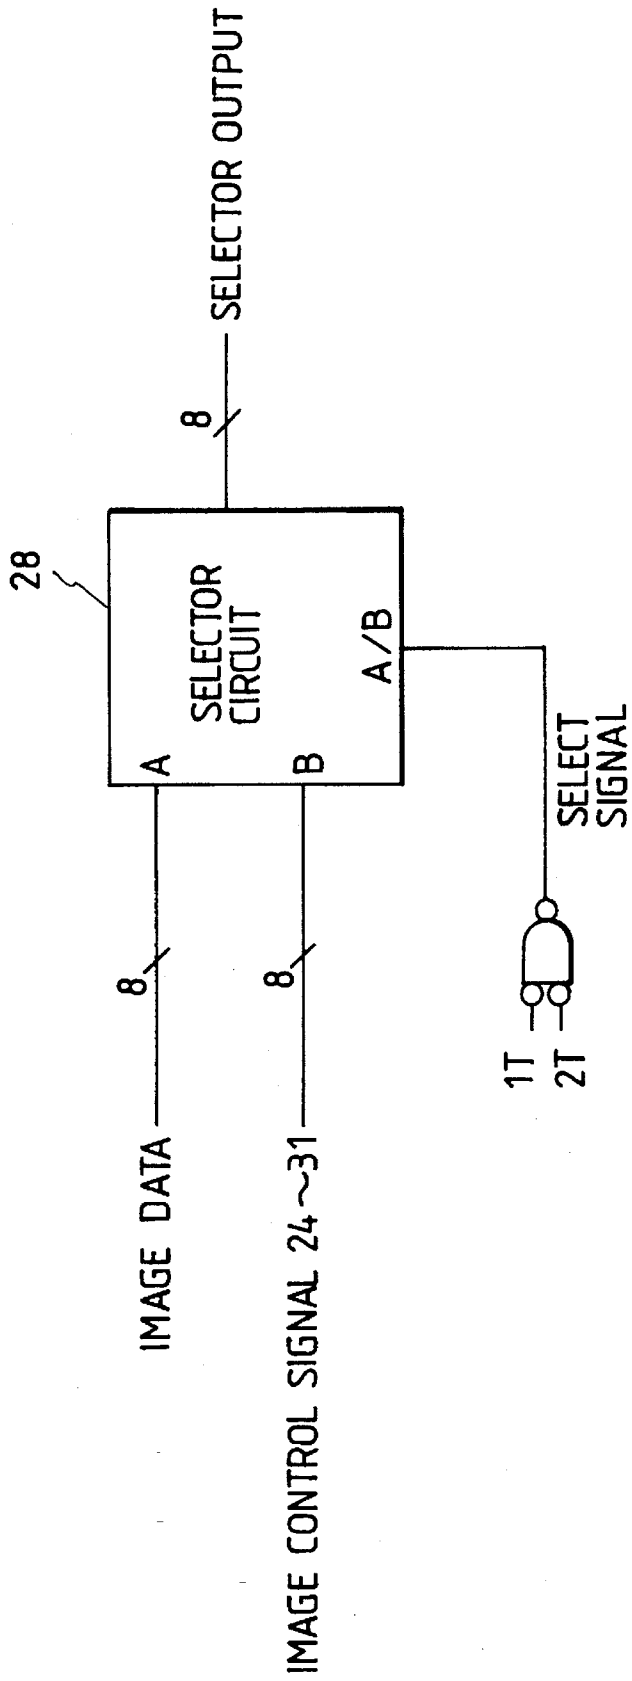 28
IMAGE DATA
8
A
SELECTOR
CIRCUIT
8
SELECTOR OUTPUT
IMAGE CONTROL SIGNAL 24~31
8
B
A/B
1T
2T
SELECT
SIGNAL